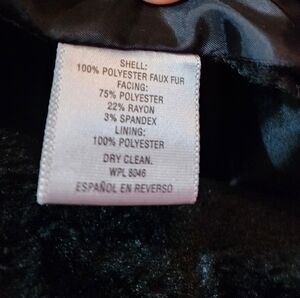 SHELL:
100% POLYESTER FAUX FUR
FACING:
75% POLYESTER
22% RAYON
3% SPANDEX
LINING:
100% POLYESTER
DRY CLEAN.
WPL 8046
ESPAÑOL EN REVERSO